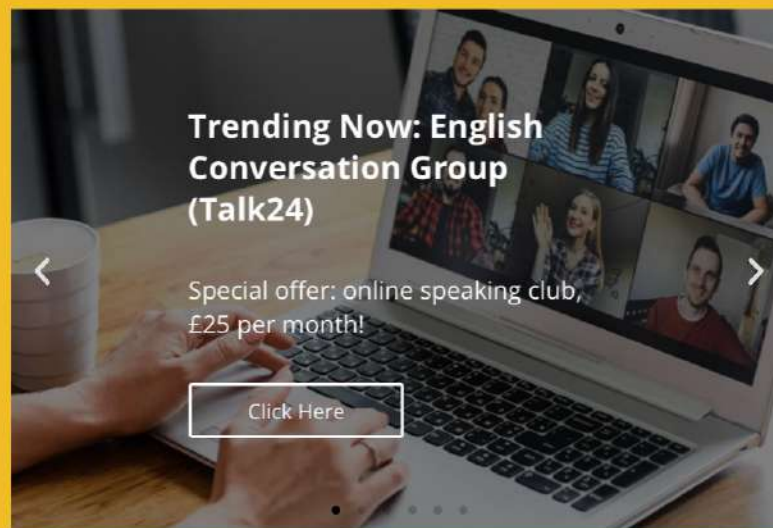 Trending Now: English
Conversation Group
(Talk24)
Special offer: online speaking club,
£25 per month!
Click Here